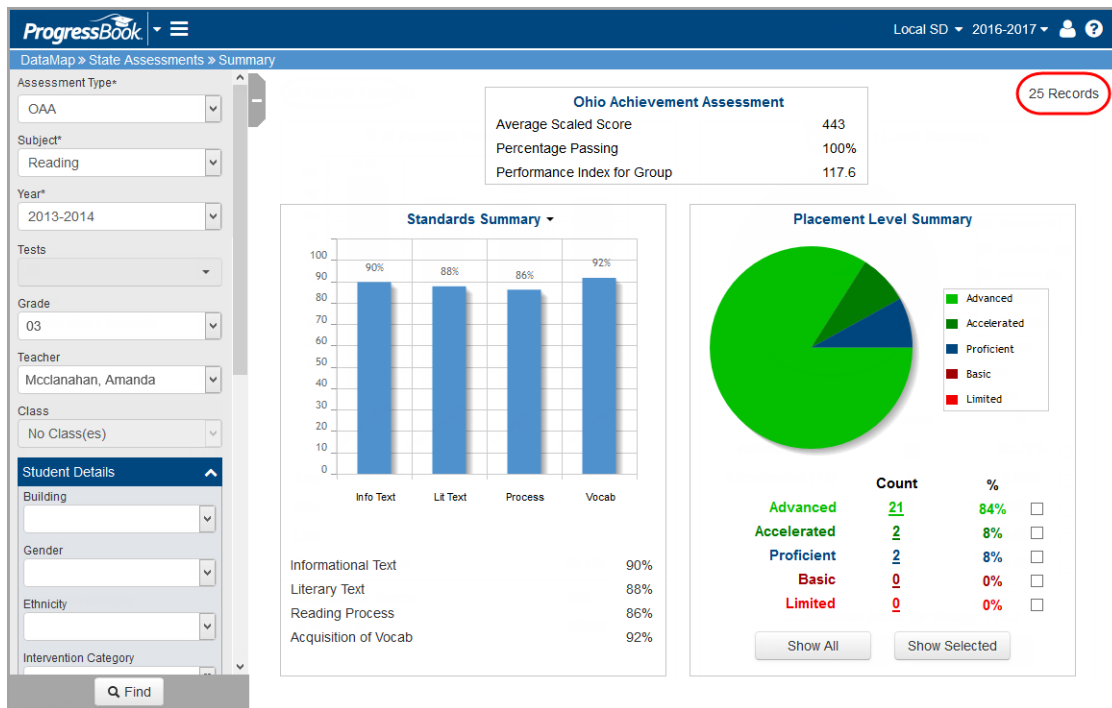 ProgressBook
Local SD
2016-2017
DataMap » State Assessments » Summary
Assessment Type*
OAA
Subject*
Reading
Year*
2013-2014
Tests
Grade
03
Teacher
Mcclanahan, Amanda
Class
No Class(es)
Student Details
Building
Gender
Ethnicity
Intervention Category
Find
25 Records
Ohio Achievement Assessment
Average Scaled Score 443
Percentage Passing 100%
Performance Index for Group 117.6
Standards Summary
100
90
80
70
60
50
40
30
20
10
0
90% 88% 86% 92%
Info Text Lit Text Process Vocab
Informational Text 90%
Literary Text 88%
Reading Process 86%
Acquisition of Vocab 92%
Placement Level Summary
Advanced
Accelerated
Proficient
Basic
Limited
Count %
Advanced 21 84%
Accelerated 2 8%
Proficient 2 8%
Basic 0 0%
Limited 0 0%
Show All Show Selected